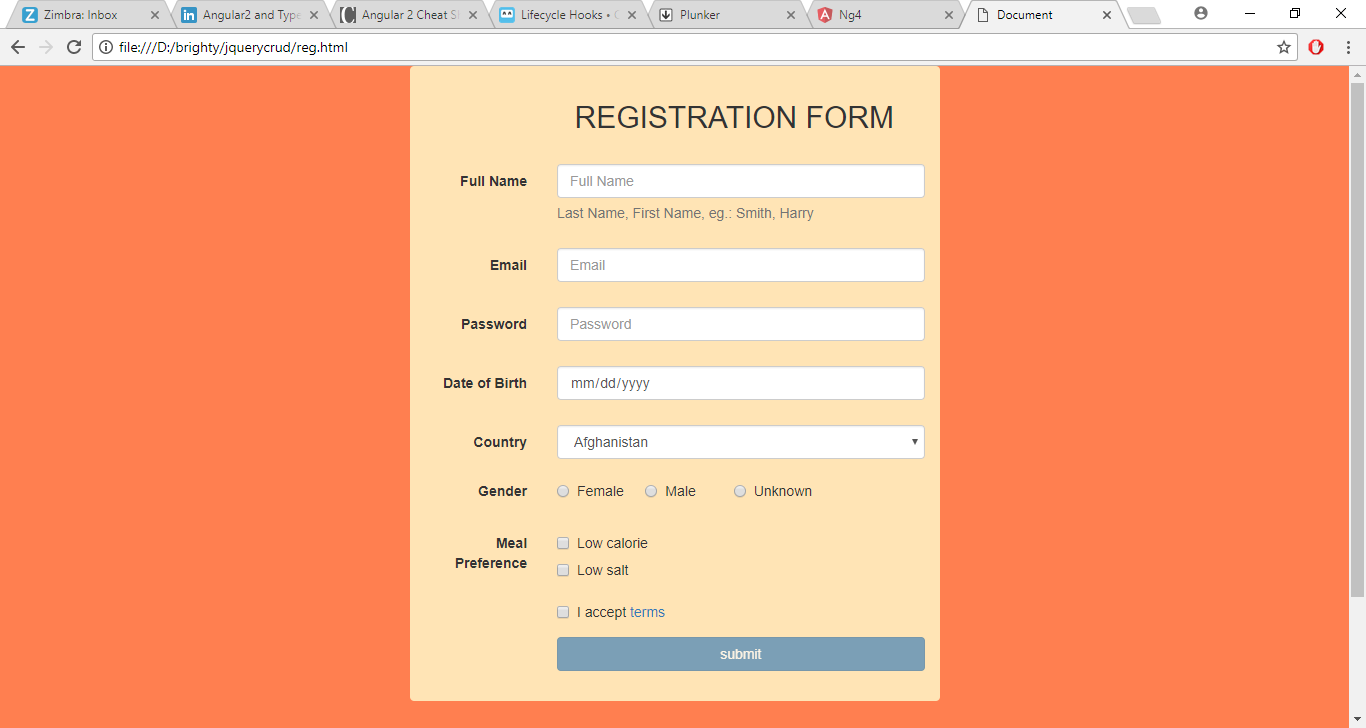 Zimbra: Inbox
Angular2 and Type
Angular 2 Cheat S
Lifecycle Hooks •
Plunker
Ng4
Document
file:///D:/brighty/jquerycrud/reg.html
REGISTRATION FORM
Full Name
Full Name
Last Name, First Name, eg.: Smith, Harry
Email
Email
Password
Password
Date of Birth
mm/dd/yyyy
Country
Afghanistan
Gender
Female
Male
Unknown
Meal
Preference
Low calorie
Low salt
I accept terms
submit